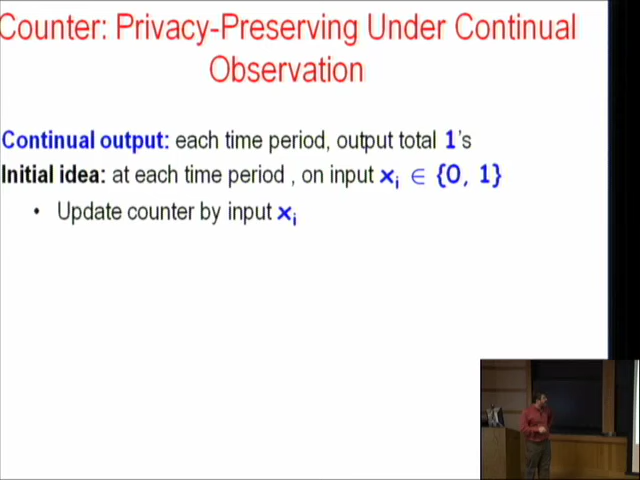 Counter: Privacy-Preserving Under Continual
Observation
Continual output: each time period, output total 1's
Initial idea: at each time period , on input xᵢ ∈ {0, 1}
• Update counter by input xᵢ